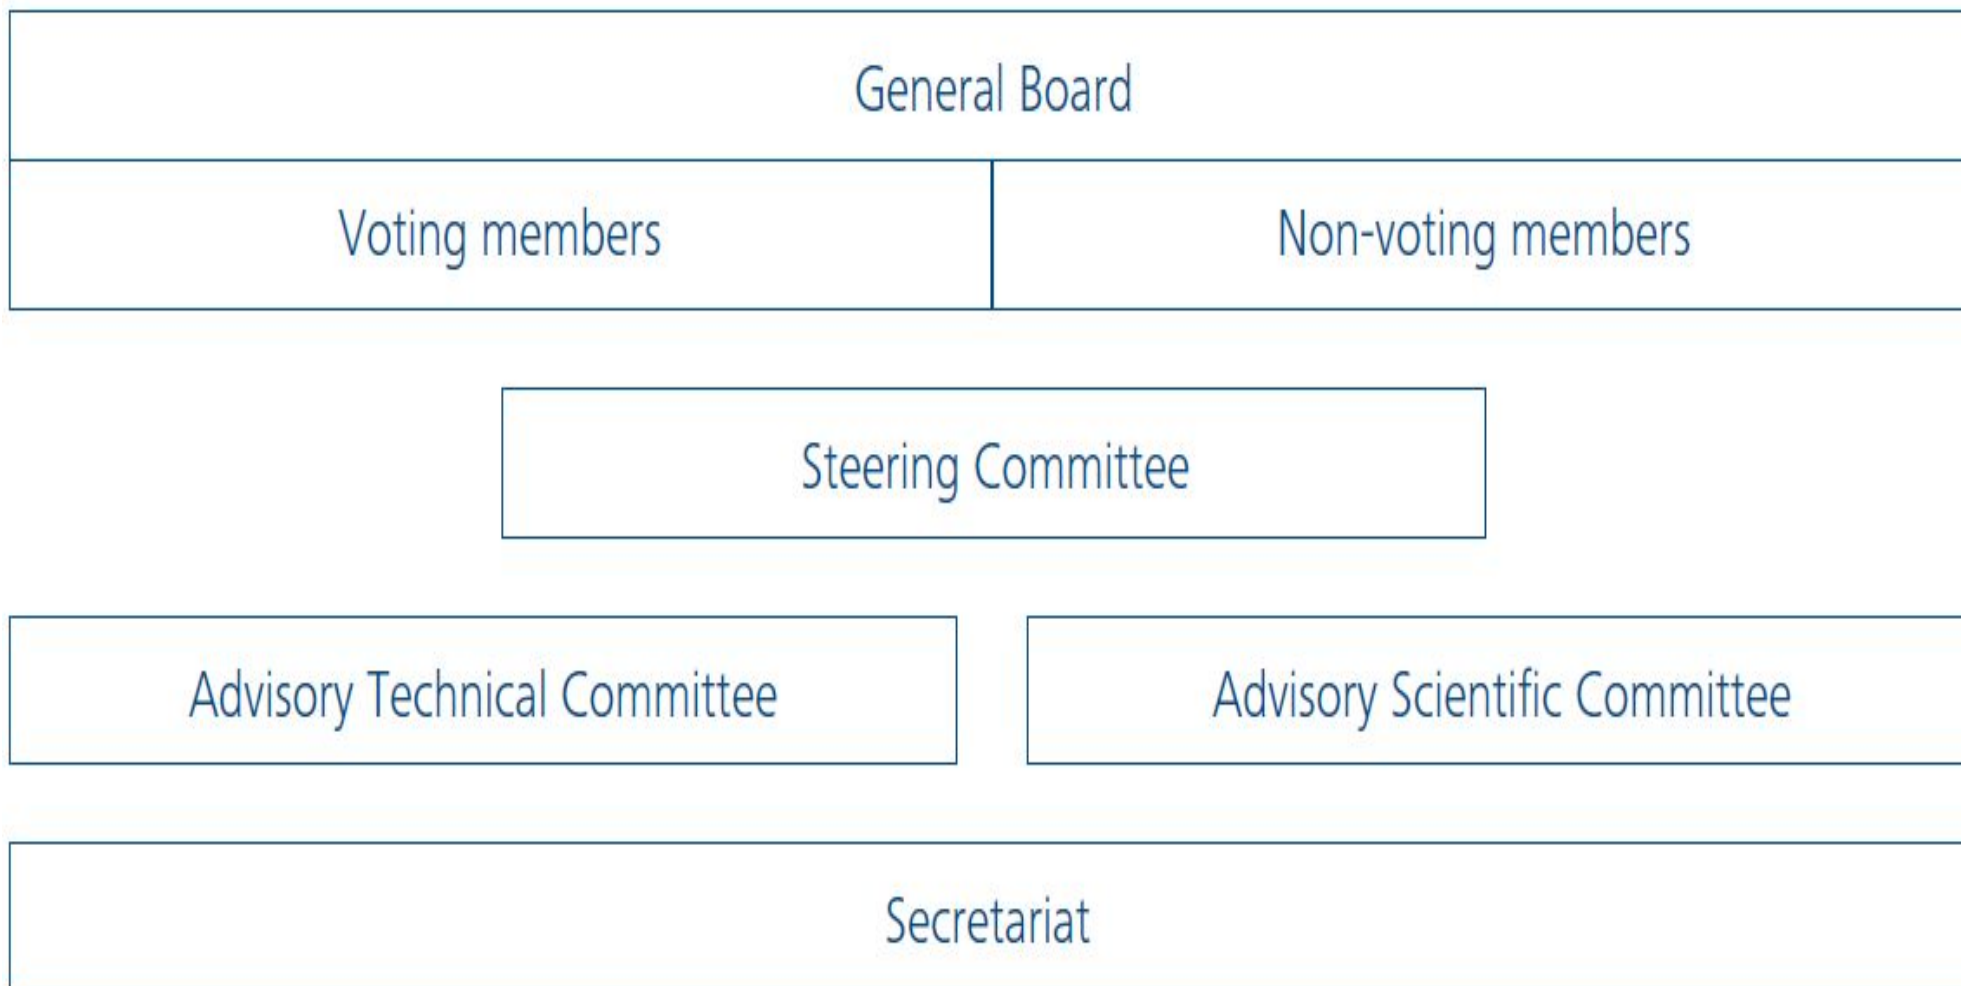 General Board
Voting members
Non-voting members
Steering Committee
Advisory Technical Committee
Advisory Scientific Committee
Secretariat